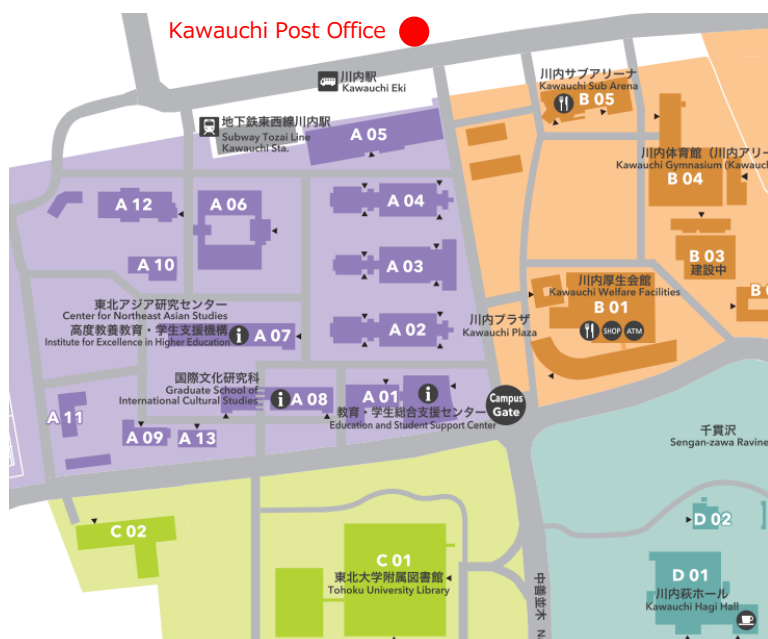 Kawauchi Post Office
川内駅
Kawauchi Eki
川内サブアリーナ
Kawauchi Sub Arena
B 05
地下鉄東西線川内駅
Subway Tozai Line
Kawauchi Sta.
A 05
川内体育館（川内アリー
Kawauchi Gymnasium (Kawauch
B 04
A 12
A 06
A 04
B 03
建設中
A 10
A 03
川内厚生会館
Kawauchi Welfare Facilities
B 01
SHOP
ATM
東北アジア研究センター
Center for Northeast Asian Studies
高度教養教育・学生支援機構
Institute for Excellence in Higher Education
A 07
A 02
川内プラザ
Kawauchi Plaza
国際文化研究科
Graduate School of
International Cultural Studies
A 08
A 01
Campus
Gate
教育・学生総合支援センター
Education and Student Support Center
A 11
A 09
A 13
千貫沢
Sengan-zawa Ravine
C 02
D 02
C 01
東北大学附属図書館
Tohoku University Library
中善並木
D 01
川内萩ホール
Kawauchi Hagi Hall